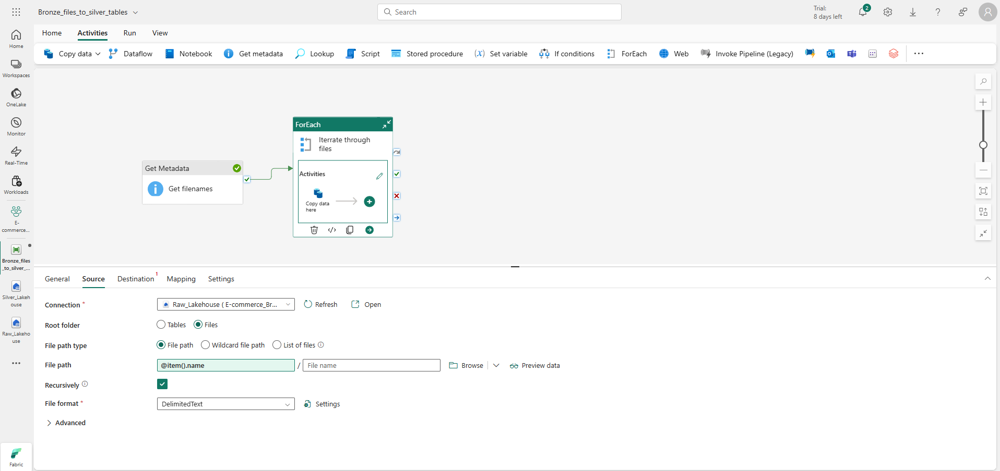 Bronze_files_to_silver_tables
Search
Trial:
8 days left
2
Home
Activities
Run
View
Copy data
Dataflow
Notebook
Get metadata
Lookup
Script
Stored procedure
(x) Set variable
If conditions
ForEach
Web
Invoke Pipeline (Legacy)
Home
Workspaces
OneLake
Monitor
Real-Time
Workloads
E-
commerce...
Bronze_files
_to_silver_...
Silver_Lakeh
ouse
Raw_Lakeho
use
Fabric
Get Metadata
Get filenames
ForEach
Iterrate through
files
Activities
Copy data
here
General
Source
Destination 1
Mapping
Settings
Connection *
Raw_Lakehouse ( E-commerce_Br...
Refresh
Open
Root folder
Tables
Files
File path type
File path
Wildcard file path
List of files
File path
@item().name
/
File name
Browse
Preview data
Recursively
File format *
DelimitedText
Settings
Advanced